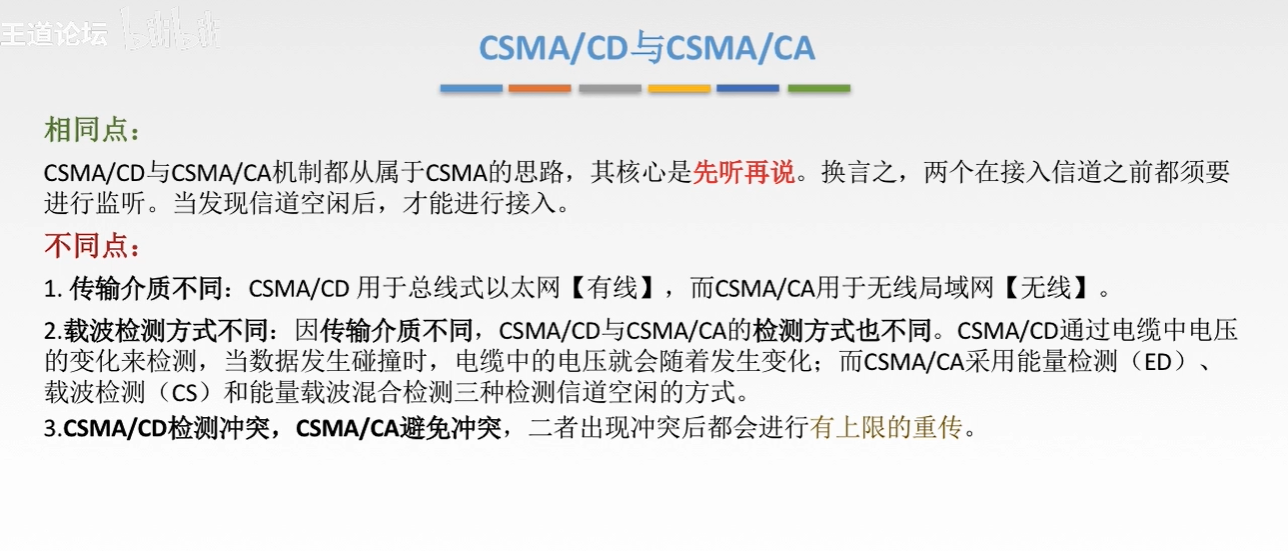 王道论坛 bilibili
CSMA/CD与CSMA/CA
相同点：
CSMA/CD与CSMA/CA机制都从属于CSMA的思路，其核心是先听再说。换言之，两个在接入信道之前都须要
进行监听。当发现信道空闲后，才能进行接入。
不同点：
1. 传输介质不同：CSMA/CD 用于总线式以太网【有线】，而CSMA/CA用于无线局域网【无线】。
2.载波检测方式不同：因传输介质不同，CSMA/CD与CSMA/CA的检测方式也不同。CSMA/CD通过电缆中电压
的变化来检测，当数据发生碰撞时，电缆中的电压就会随着发生变化；而CSMA/CA采用能量检测（ED）、
载波检测（CS）和能量载波混合检测三种检测信道空闲的方式。
3.CSMA/CD检测冲突，CSMA/CA避免冲突，二者出现冲突后都会进行有上限的重传。